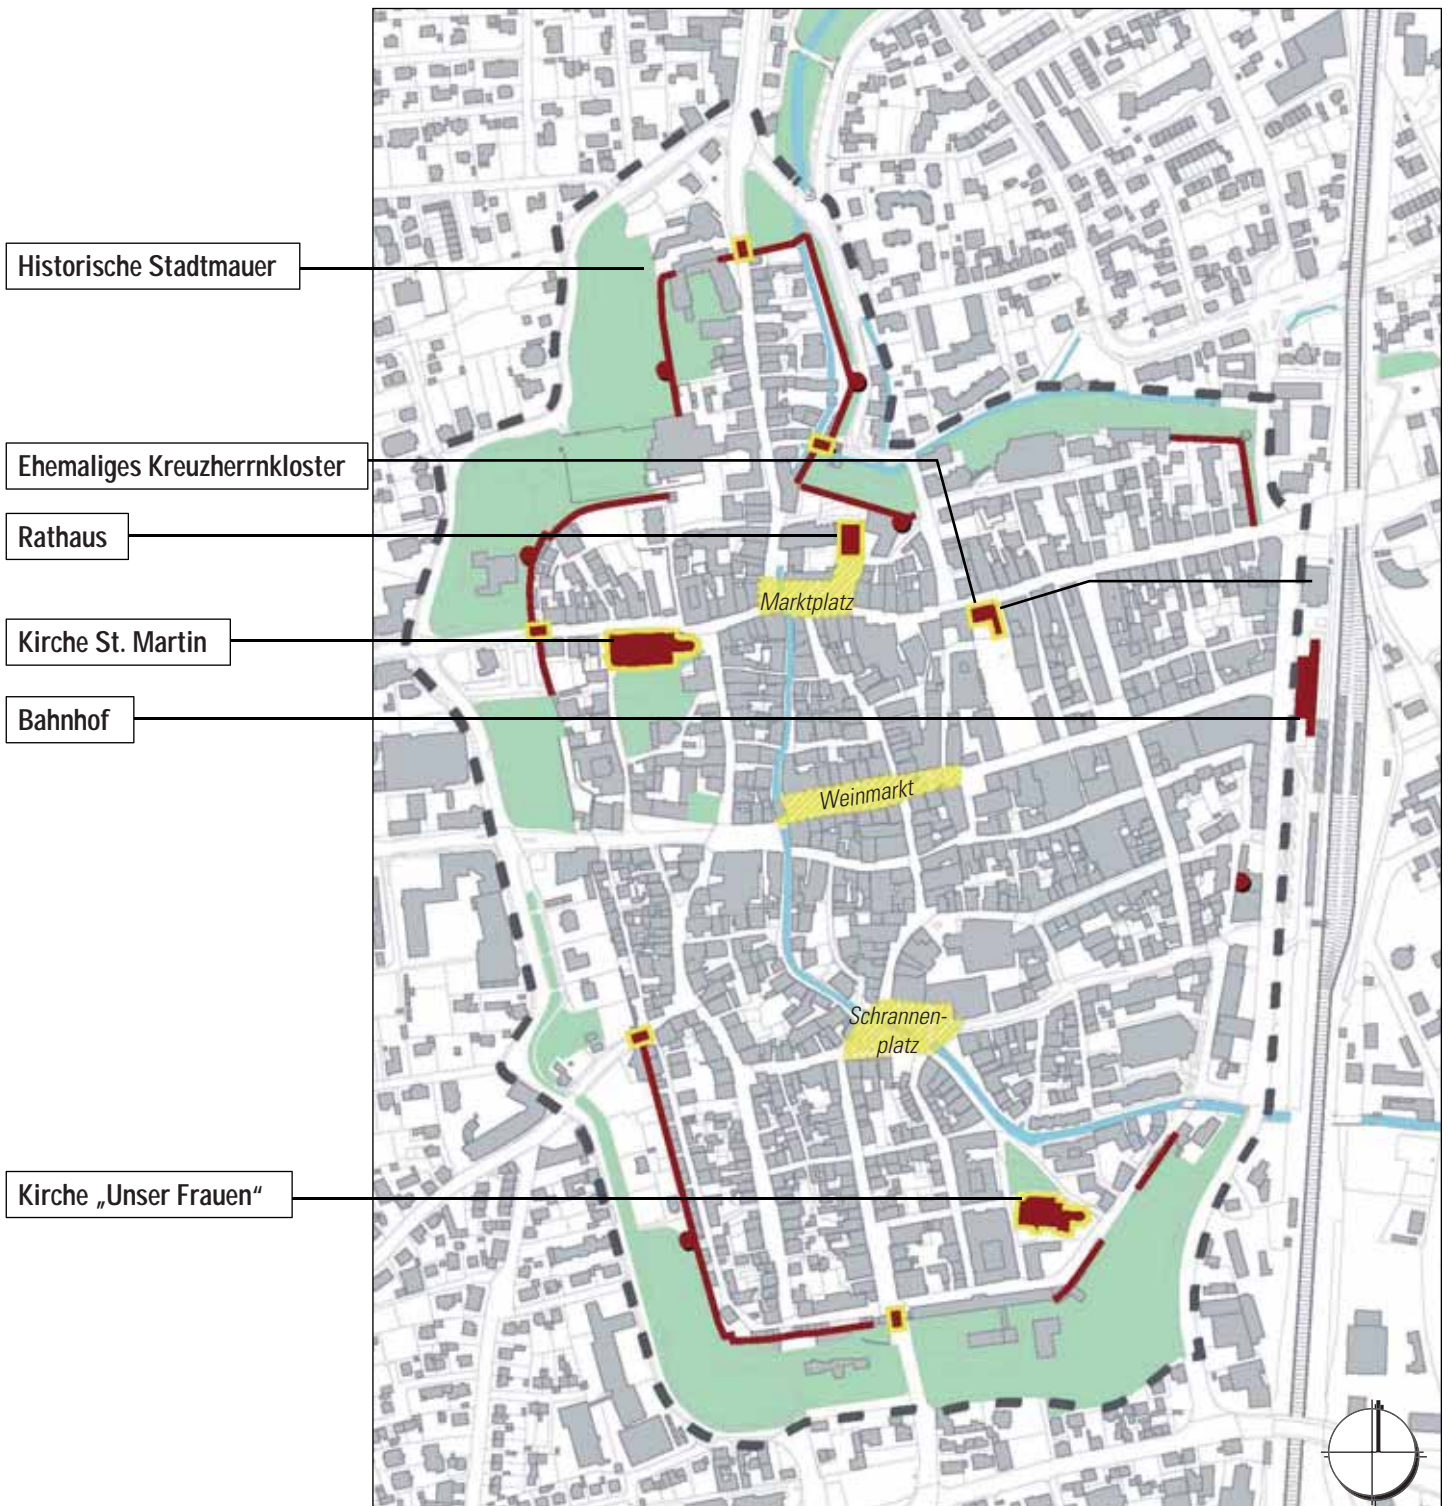 Historische Stadtmauer
Ehemaliges Kreuzherrnkloster
Rathaus
Marktplatz
Kirche St. Martin
Bahnhof
Weinmarkt
Schrannen-
platz
Kirche „Unser Frauen“